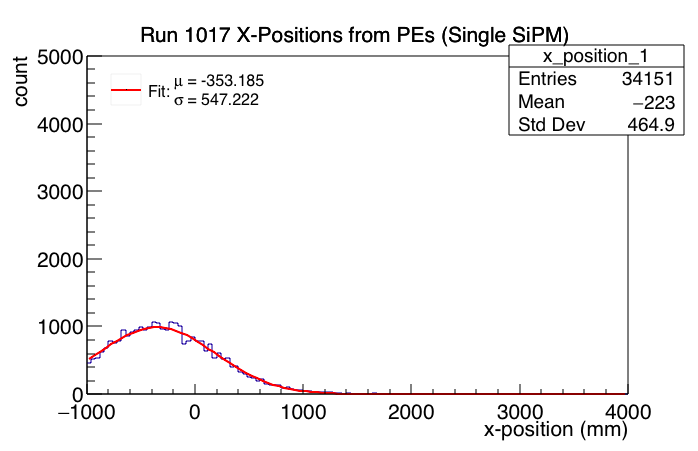 Run 1017 X-Positions from PEs (Single SiPM)
x_position_1
Entries 34151
Mean −223
Std Dev 464.9
Fit: μ = -353.185
σ = 547.222
count
5000
4000
3000
2000
1000
0
−1000 0 1000 2000 3000 4000
x-position (mm)